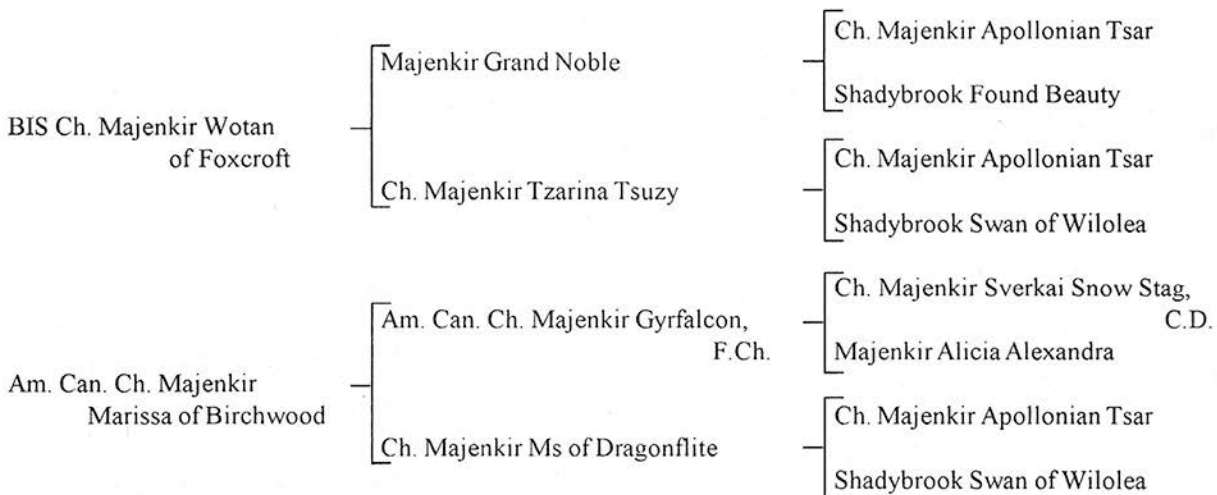 Ch. Majenkir Apollonian Tsar
Majenkir Grand Noble
Shadybrook Found Beauty
BIS Ch. Majenkir Wotan
of Foxcroft
Ch. Majenkir Apollonian Tsar
Ch. Majenkir Tzarina Tsuzy
Shadybrook Swan of Wilolea
Ch. Majenkir Sverkai Snow Stag,
C.D.
Am. Can. Ch. Majenkir Gyrfalcon,
F.Ch.
Majenkir Alicia Alexandra
Am. Can. Ch. Majenkir
Marissa of Birchwood
Ch. Majenkir Apollonian Tsar
Ch. Majenkir Ms of Dragonflite
Shadybrook Swan of Wilolea